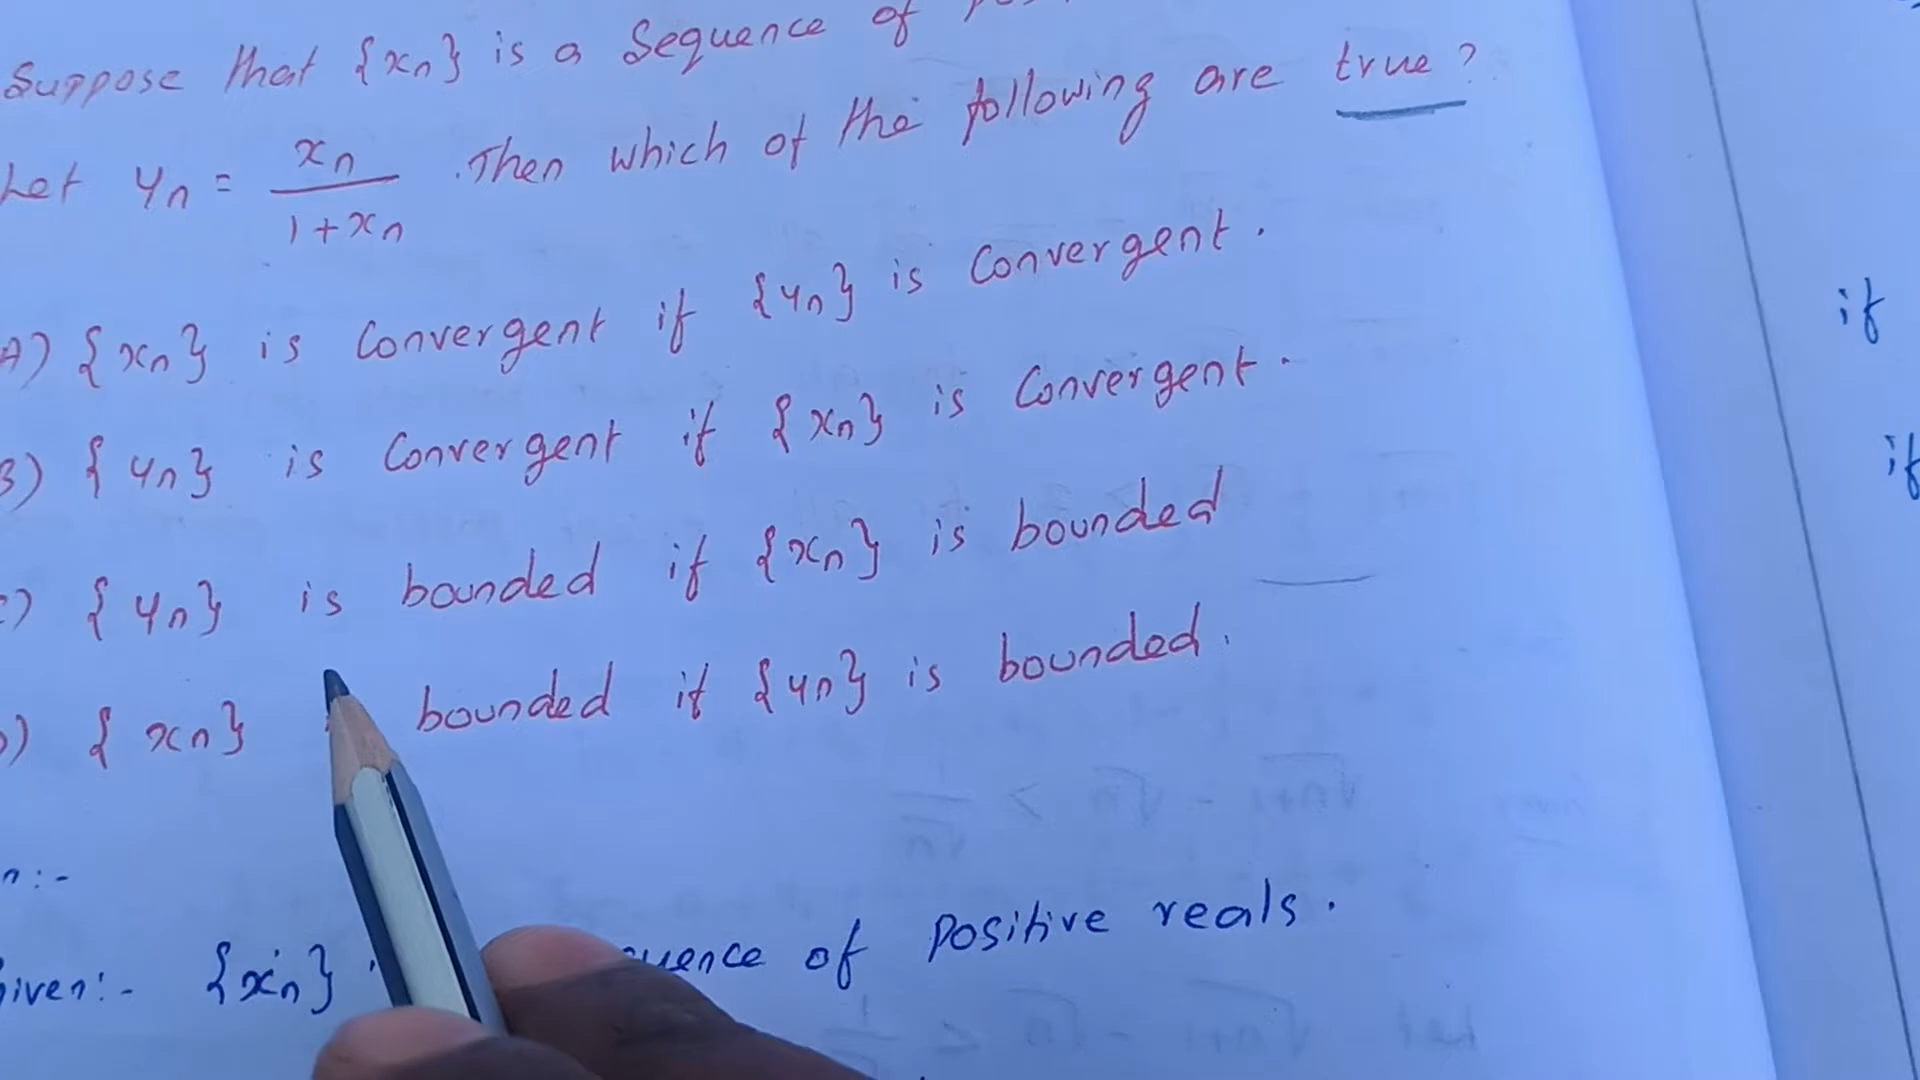 Suppose that {xn} is a Sequence of
Let yn = xn / 1+xn . Then which of the following are true?
A) {xn} is Convergent if {yn} is Convergent.
B) {yn} is Convergent if {xn} is Convergent.
C) {yn} is bounded if {xn} is bounded
D) {xn} bounded if {yn} is bounded.
n:-
Given:- {xn} quence of positive reals.
if
if